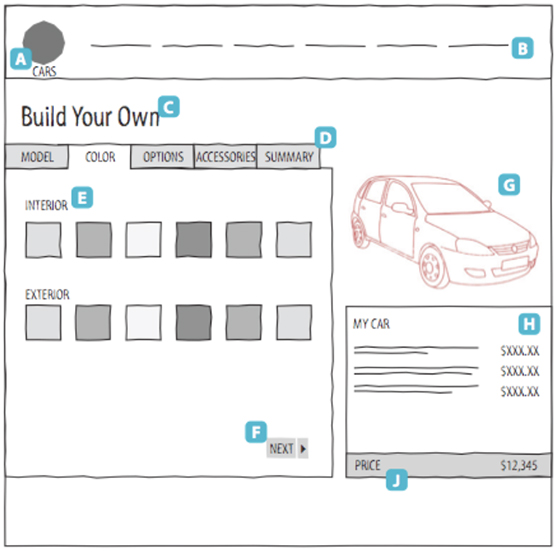 A
CARS
B
Build Your Own C
D
MODEL COLOR OPTIONS ACCESSORIES SUMMARY
INTERIOR E
EXTERIOR
F
NEXT
G
MY CAR H
$XXX.XX
$XXX.XX
$XXX.XX
PRICE $12,345
J